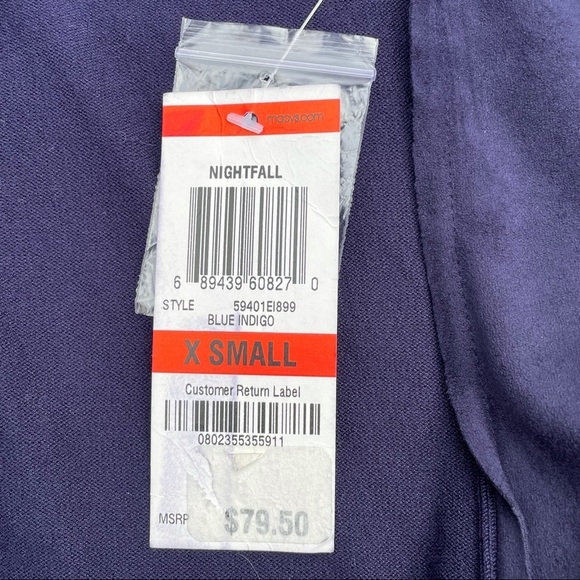 macys.com
NIGHTFALL
6 89439 60827 0
STYLE 59401EI899
BLUE INDIGO
X SMALL
Customer Return Label
0802355355911
MSRP $79.50